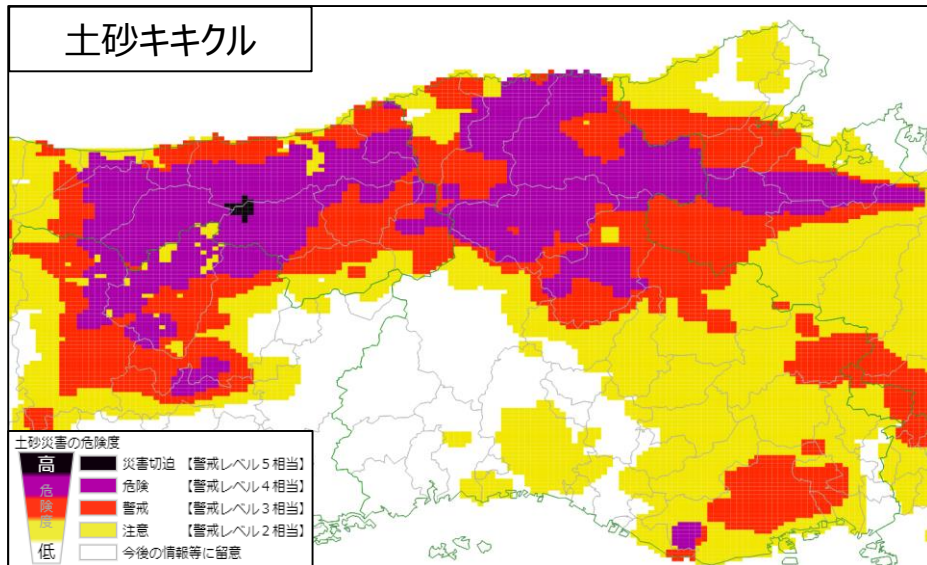 土砂キキクル
土砂災害の危険度
高
危険度
低
災害切迫 【警戒レベル5相当】
危険 【警戒レベル4相当】
警戒 【警戒レベル3相当】
注意 【警戒レベル2相当】
今後の情報等に留意